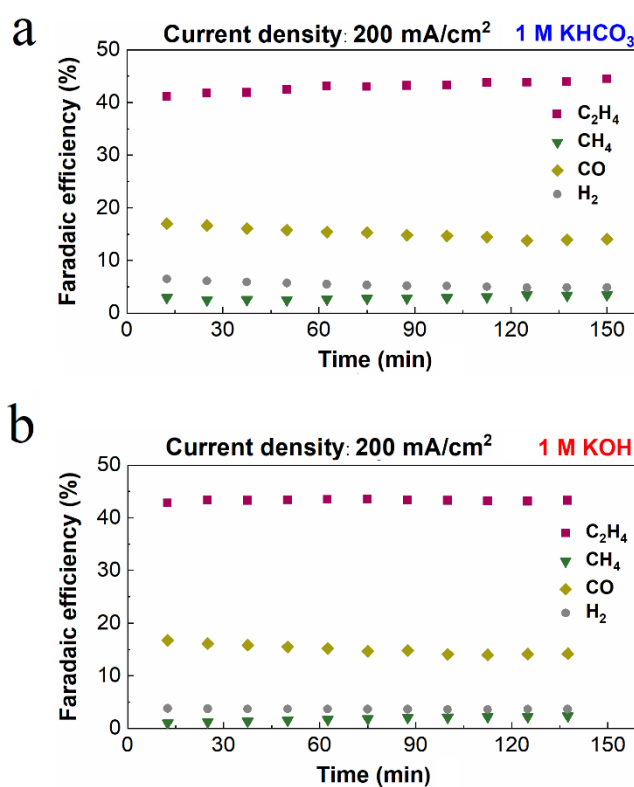 a
Current density: 200 mA/cm² 1 M KHCO₃
50
40
30
20
10
0
Faradaic efficiency (%)
C₂H₄
CH₄
CO
H₂
0 30 60 90 120 150
Time (min)
b
Current density: 200 mA/cm² 1 M KOH
50
40
30
20
10
0
Faradaic efficiency (%)
C₂H₄
CH₄
CO
H₂
0 30 60 90 120 150
Time (min)